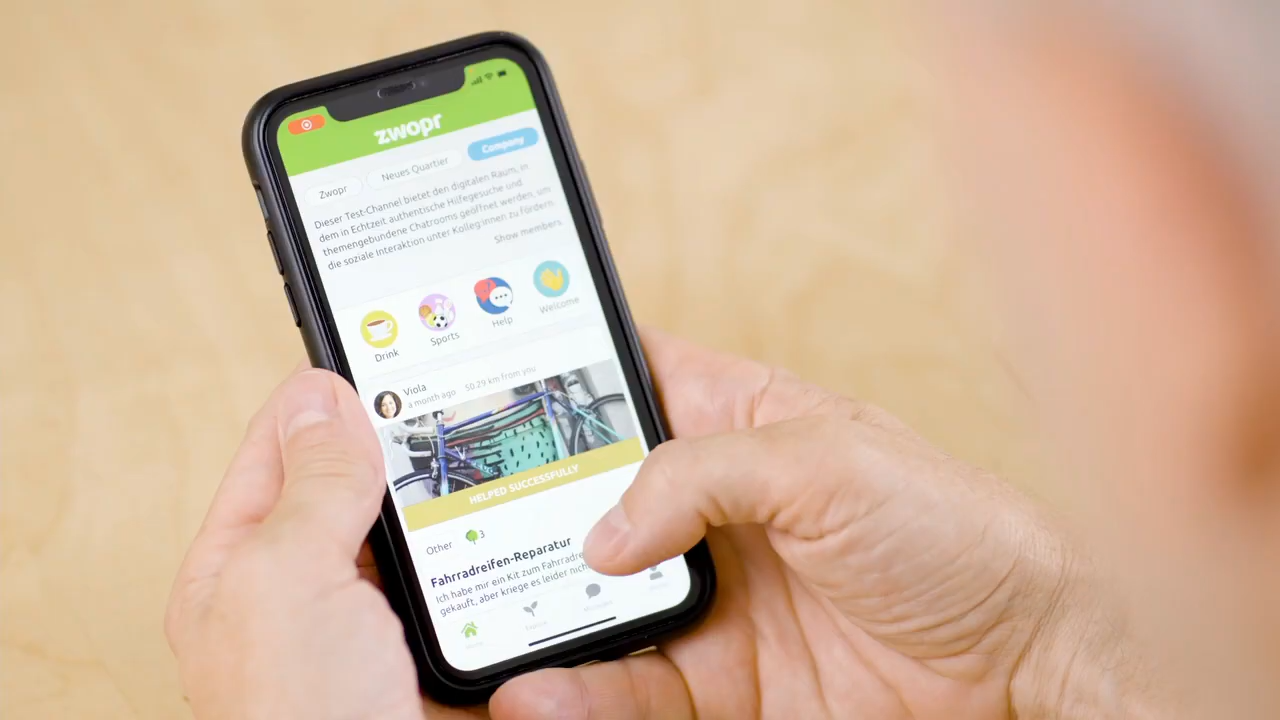 zwopr
Zwopr
Neues Quartier
Company
Dieser Test-Channel bietet den digitalen Raum, in
dem in Echtzeit authentische Hilfegesuche und
themengebundene Chatrooms geöffnet werden, um
die soziale Interaktion unter Kolleg:innen zu fördern.
Show members
Drink
Sports
Help
Welcome
Viola
a month ago
50.29 km from you
HELPED SUCCESSFULLY
Other
3
Fahrradreifen-Reparatur
Ich habe mir ein Kit zum Fahrradre
gekauft, aber kriege es leider nich